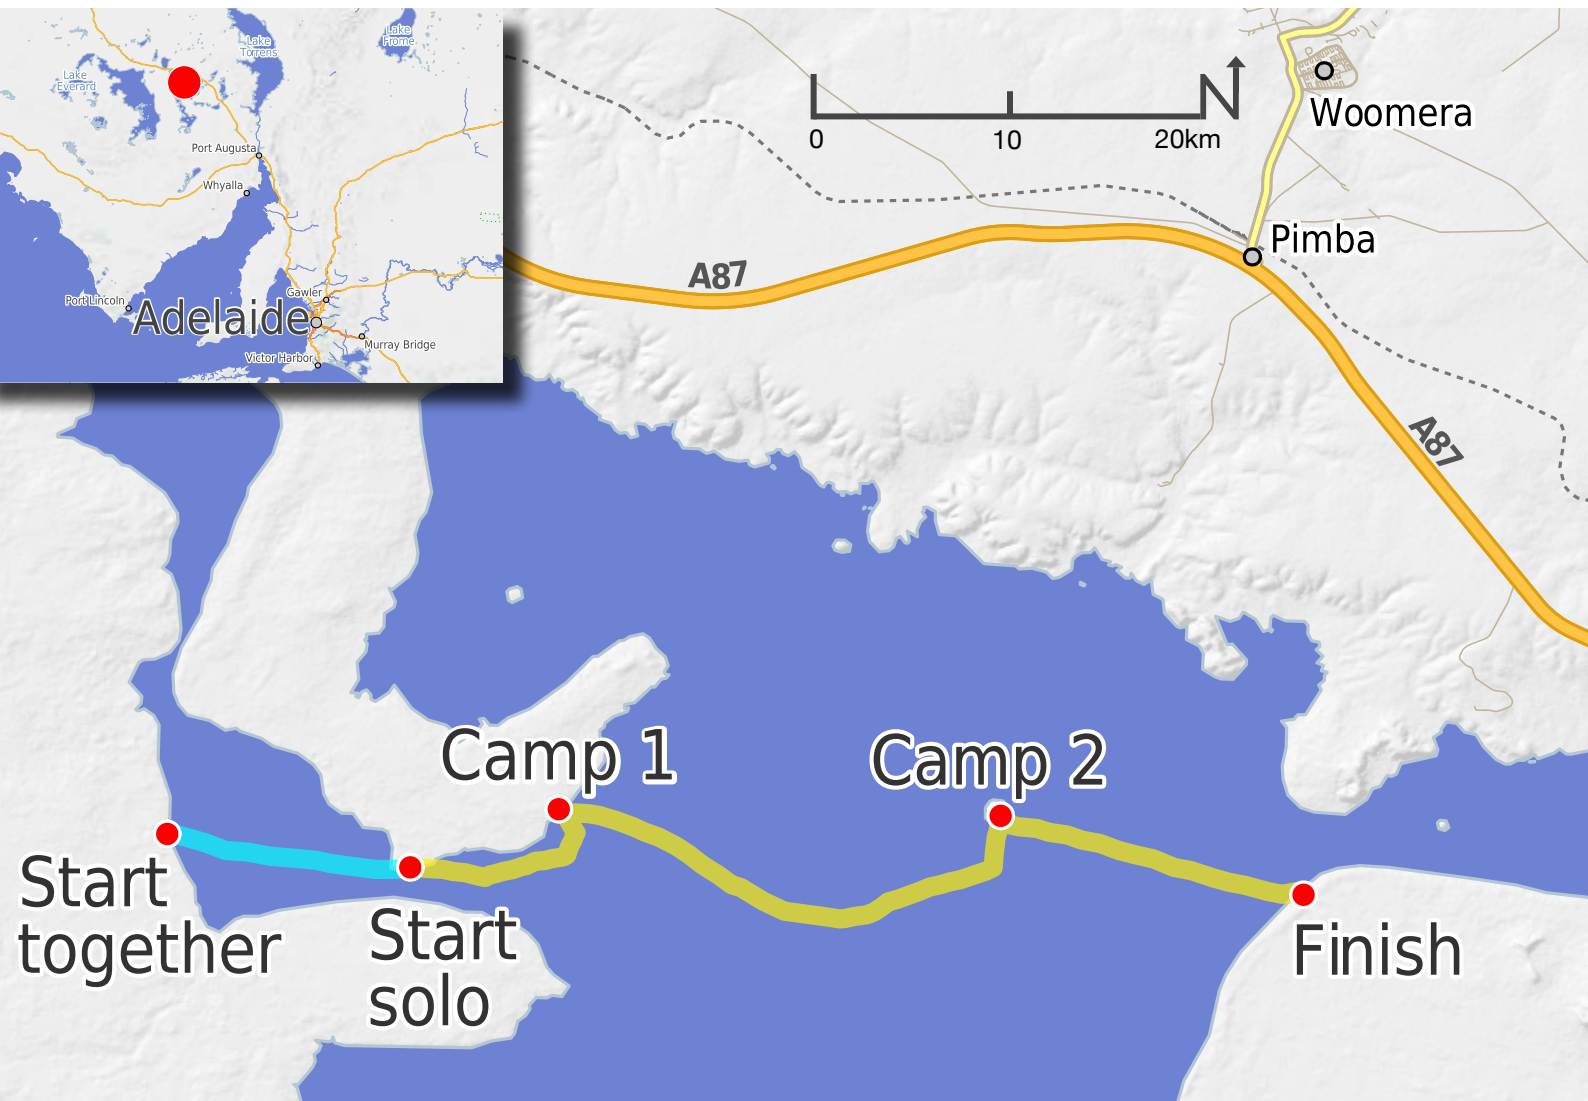 Lake
Torrens
Lake
Frome
Lake
Everard
Port Augusta
Whyalla
Port Lincoln
Adelaide
Gawler
Murray Bridge
Victor Harbor
N
0 10 20km
Woomera
Pimba
A87
A87
Camp 1
Camp 2
Start
together
Start
solo
Finish